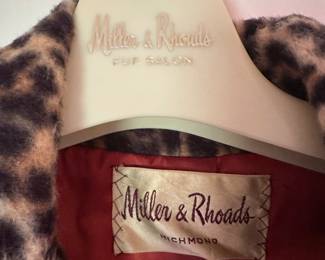 Miller & Rhoads
FUR SALON
Miller & Rhoads
RICHMOND